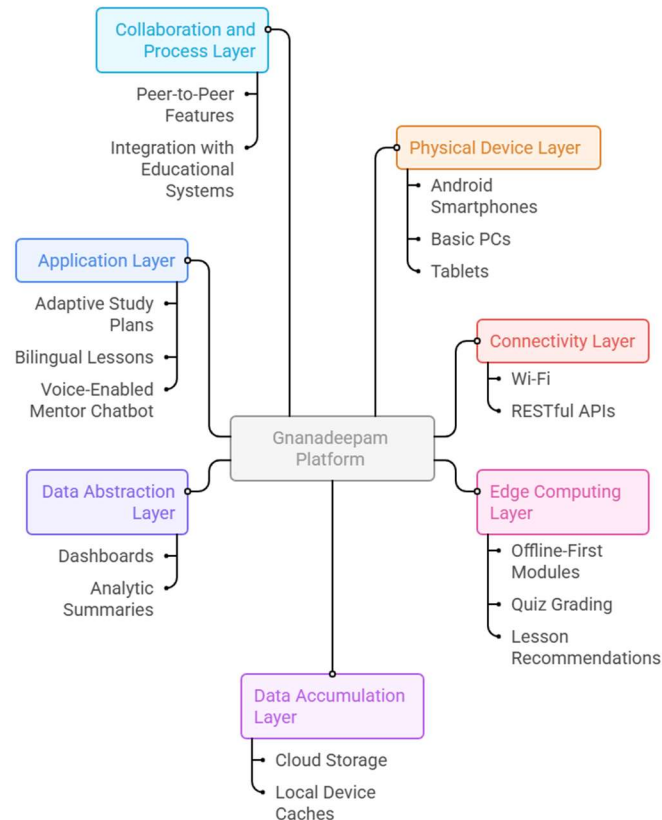 Collaboration and
Process Layer
Peer-to-Peer
Features
Integration with
Educational
Systems
Physical Device Layer
Android
Smartphones
Basic PCs
Tablets
Application Layer
Adaptive Study
Plans
Bilingual Lessons
Voice-Enabled
Mentor Chatbot
Connectivity Layer
Wi-Fi
RESTful APIs
Gnanadeepam
Platform
Data Abstraction
Layer
Dashboards
Analytic
Summaries
Edge Computing
Layer
Offline-First
Modules
Quiz Grading
Lesson
Recommendations
Data Accumulation
Layer
Cloud Storage
Local Device
Caches